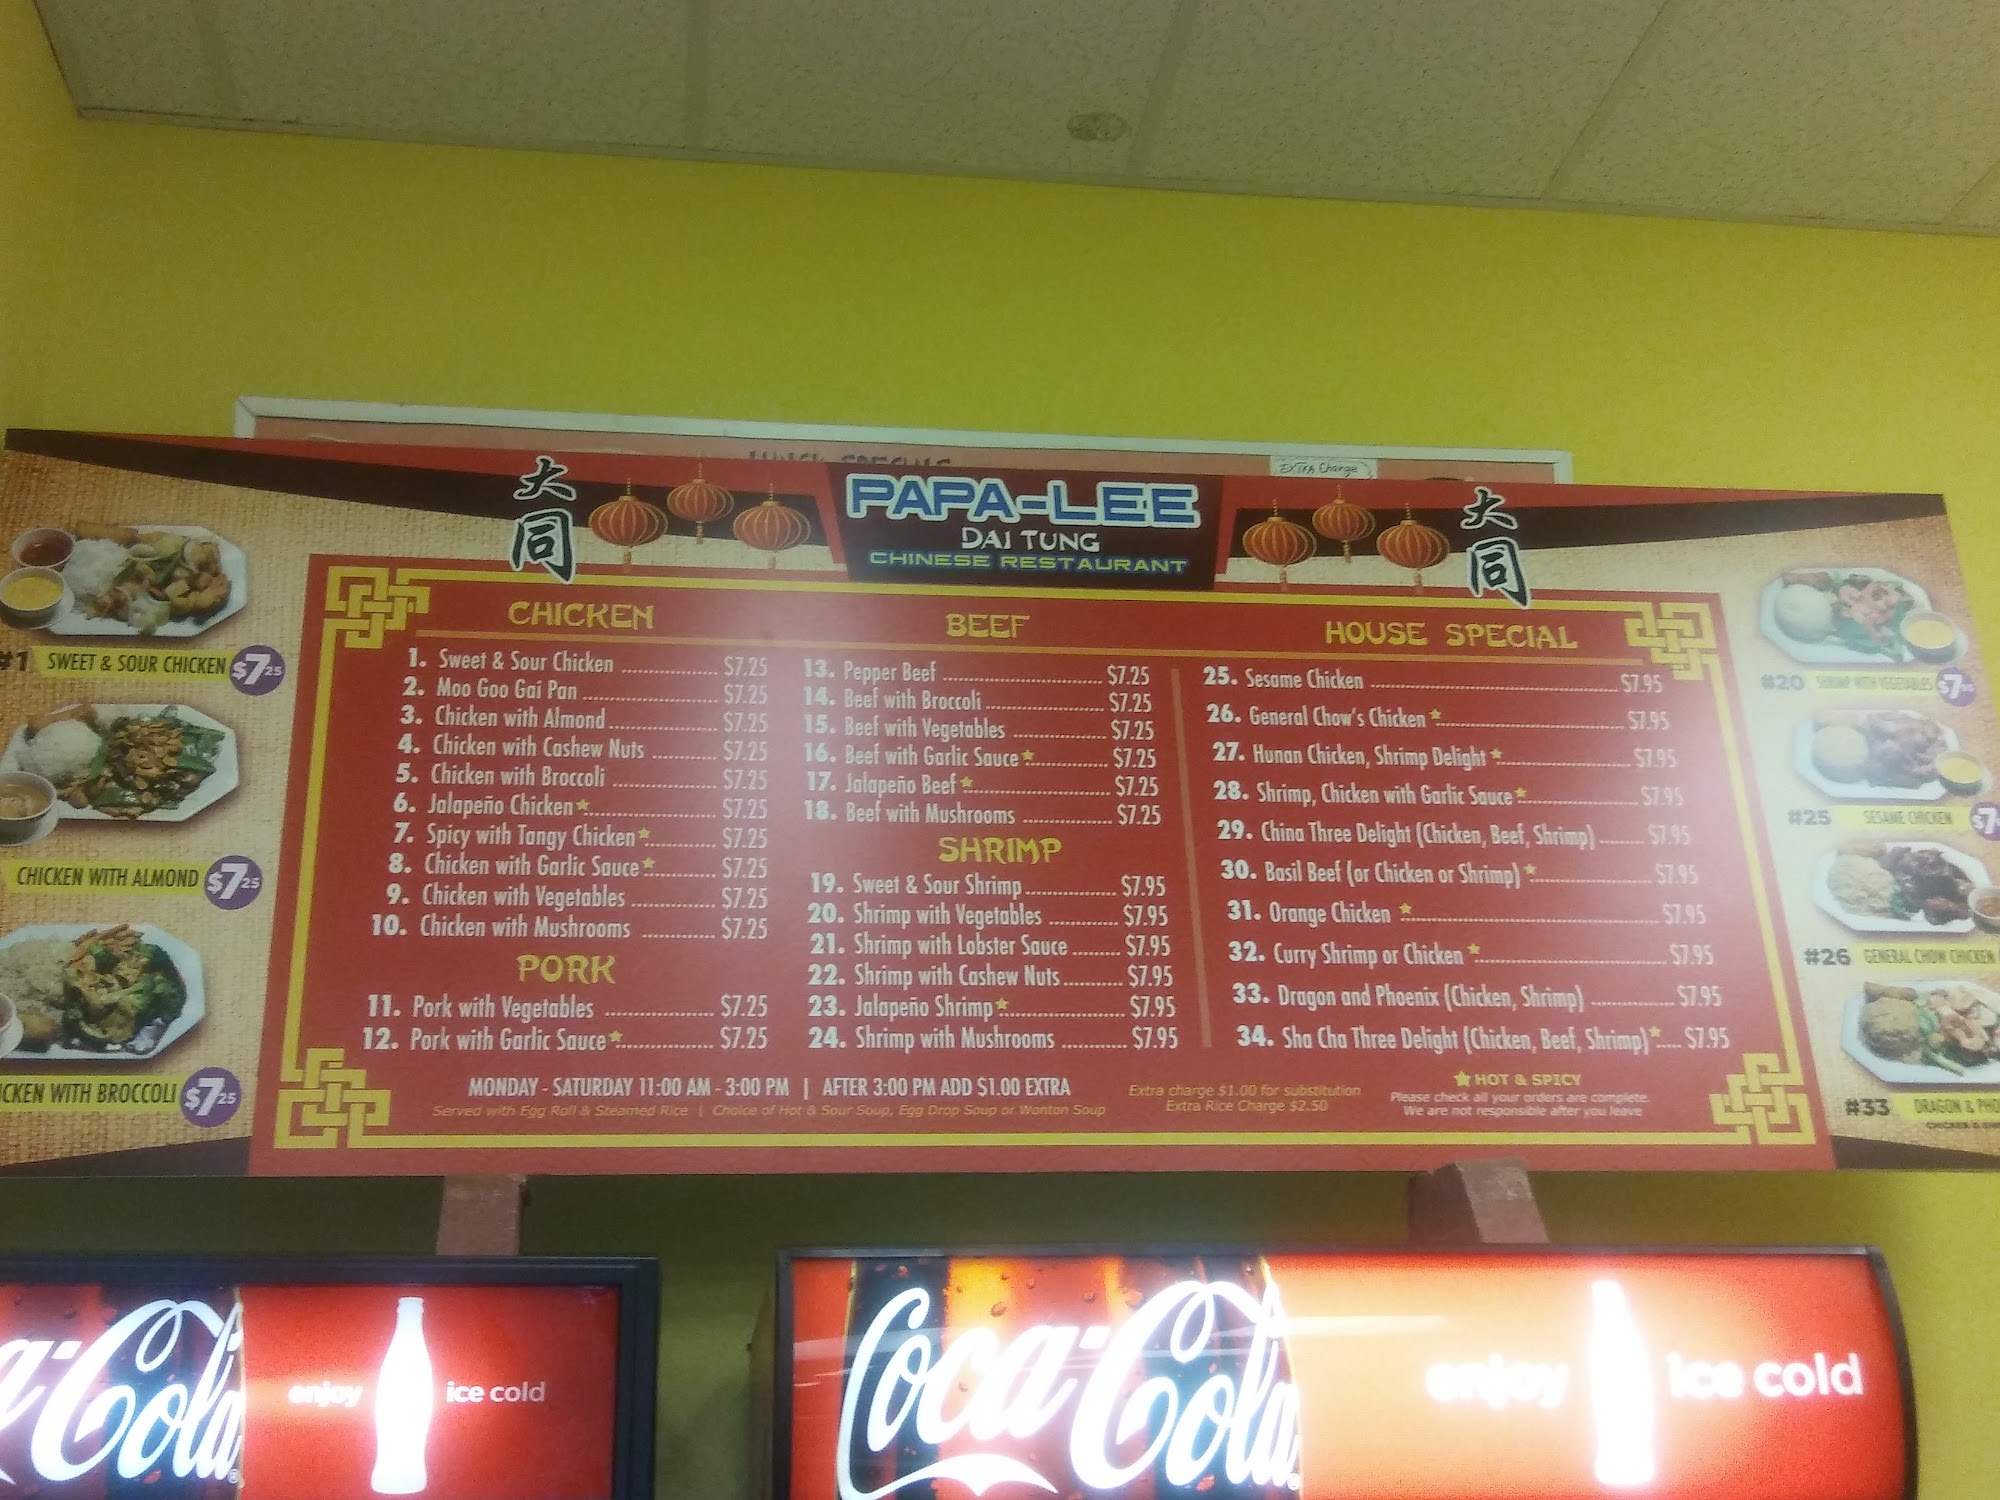 EXTRA Charge
大同
PAPA-LEE
DAI TUNG
CHINESE RESTAURANT
大同
#1 SWEET & SOUR CHICKEN $7.25
CHICKEN WITH ALMOND $7.25
CKEN WITH BROCCOLI $7.25
CHICKEN
1. Sweet & Sour Chicken $7.25
2. Moo Goo Gai Pan $7.25
3. Chicken with Almond $7.25
4. Chicken with Cashew Nuts $7.25
5. Chicken with Broccoli $7.25
6. Jalapeño Chicken★ $7.25
7. Spicy with Tangy Chicken★ $7.25
8. Chicken with Garlic Sauce★ $7.25
9. Chicken with Vegetables $7.25
10. Chicken with Mushrooms $7.25
PORK
11. Pork with Vegetables $7.25
12. Pork with Garlic Sauce★ $7.25
BEEF
13. Pepper Beef $7.25
14. Beef with Broccoli $7.25
15. Beef with Vegetables $7.25
16. Beef with Garlic Sauce★ $7.25
17. Jalapeño Beef★ $7.25
18. Beef with Mushrooms $7.25
SHRIMP
19. Sweet & Sour Shrimp $7.95
20. Shrimp with Vegetables $7.95
21. Shrimp with Lobster Sauce $7.95
22. Shrimp with Cashew Nuts $7.95
23. Jalapeño Shrimp★ $7.95
24. Shrimp with Mushrooms $7.95
HOUSE SPECIAL
25. Sesame Chicken $7.95
26. General Chow's Chicken★ $7.95
27. Hunan Chicken, Shrimp Delight★ $7.95
28. Shrimp, Chicken with Garlic Sauce★ $7.95
29. China Three Delight (Chicken, Beef, Shrimp) $7.95
30. Basil Beef (or Chicken or Shrimp)★ $7.95
31. Orange Chicken ★ $7.95
32. Curry Shrimp or Chicken★ $7.95
33. Dragon and Phoenix (Chicken, Shrimp) $7.95
34. Sha Cha Three Delight (Chicken, Beef, Shrimp)★ $7.95
MONDAY - SATURDAY 11:00 AM - 3:00 PM | AFTER 3:00 PM ADD $1.00 EXTRA
Served with Egg Roll & Steamed Rice | Choice of Hot & Sour Soup, Egg Drop Soup or Wonton Soup
Extra charge $1.00 for substitution
Extra Rice Charge $2.50
★HOT & SPICY
Please check all your orders are complete.
We are not responsible after you leave
#20 SHRIMP WITH VEGETABLES $7.95
#25 SESAME CHICKEN $7
#26 GENERAL CHOW CHICKEN
#33 DRAGON & PHO
a-Cola
enjoy ice cold
Coca-Cola
enjoy ice cold